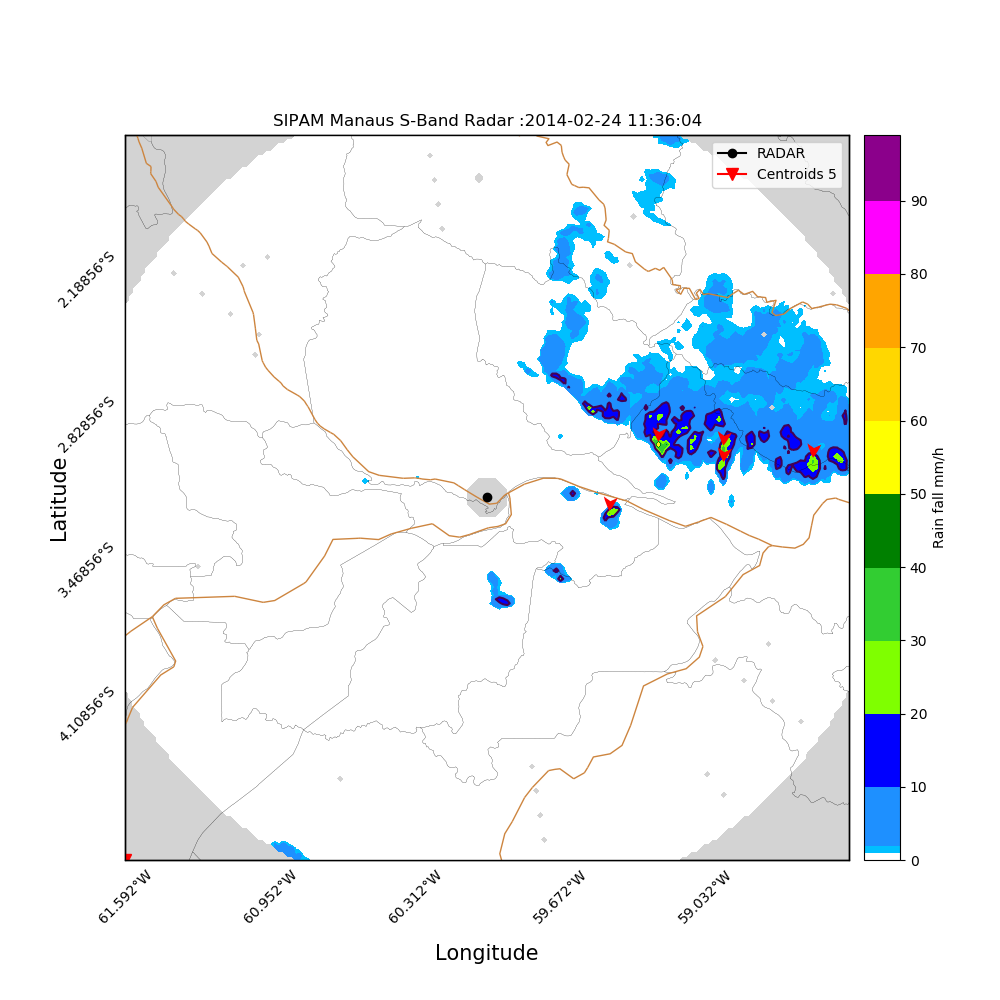 SIPAM Manaus S-Band Radar :2014-02-24 11:36:04
RADAR
Centroids 5
90
80
70
60
50
40
30
20
10
0
Rain fall mm/h
2.18856°S
2.82856°S
3.46856°S
4.10856°S
Latitude
61.592°W
60.952°W
60.312°W
59.672°W
59.032°W
Longitude